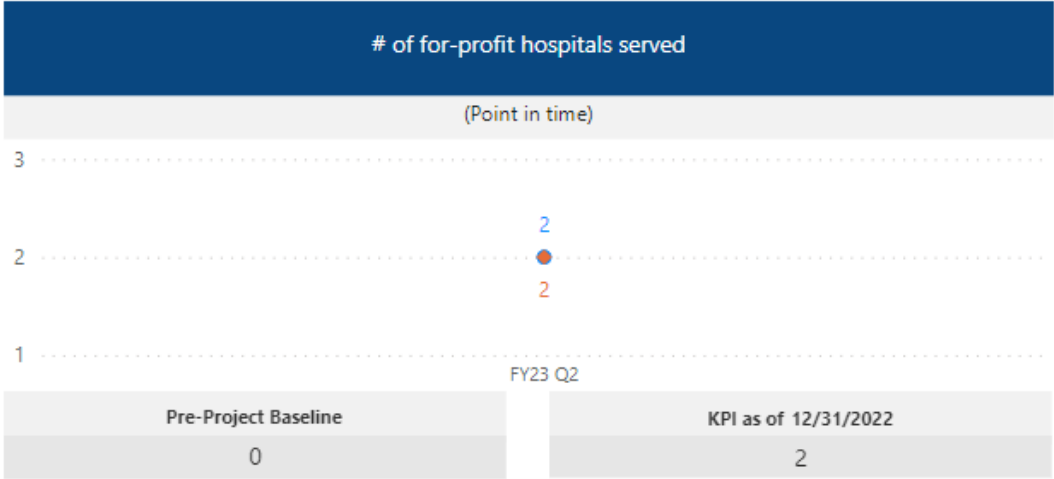 # of for-profit hospitals served
(Point in time)
3
2
2
2
1
FY23 Q2
Pre-Project Baseline
KPI as of 12/31/2022
0
2